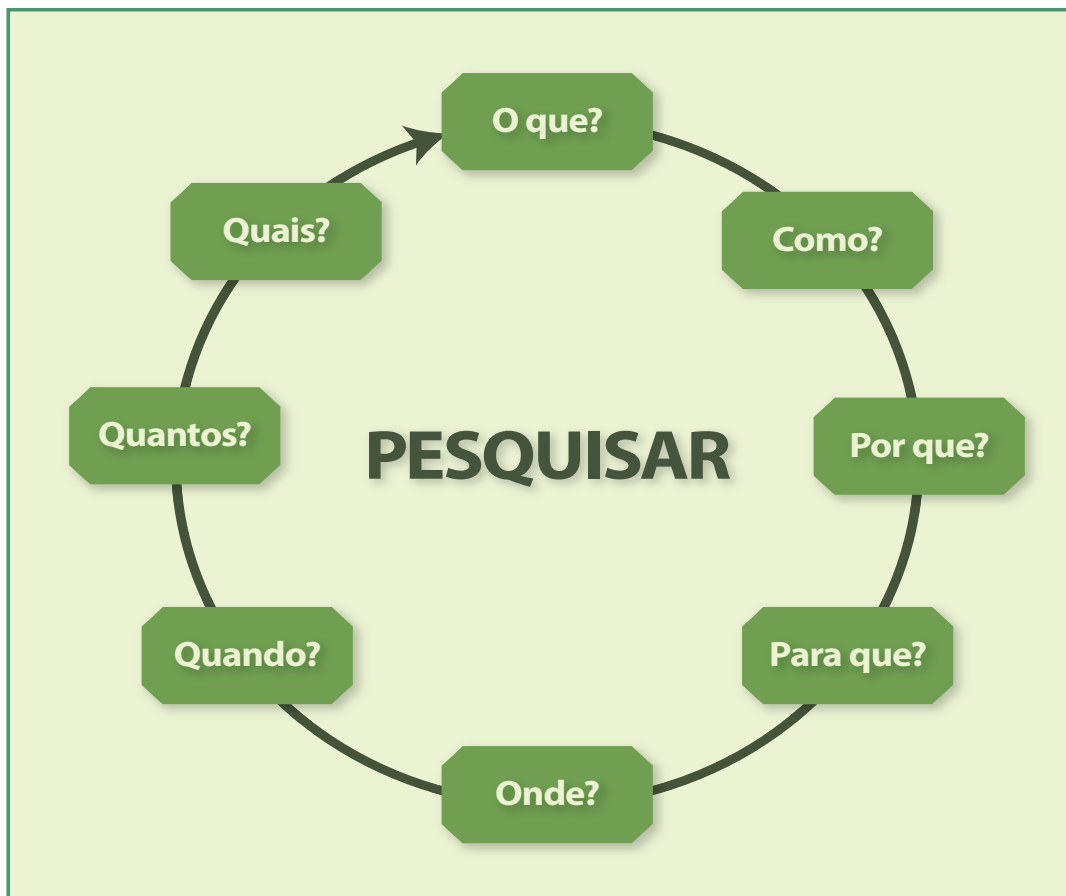 O que?
Como?
Por que?
Para que?
Onde?
Quando?
Quantos?
Quais?
PESQUISAR